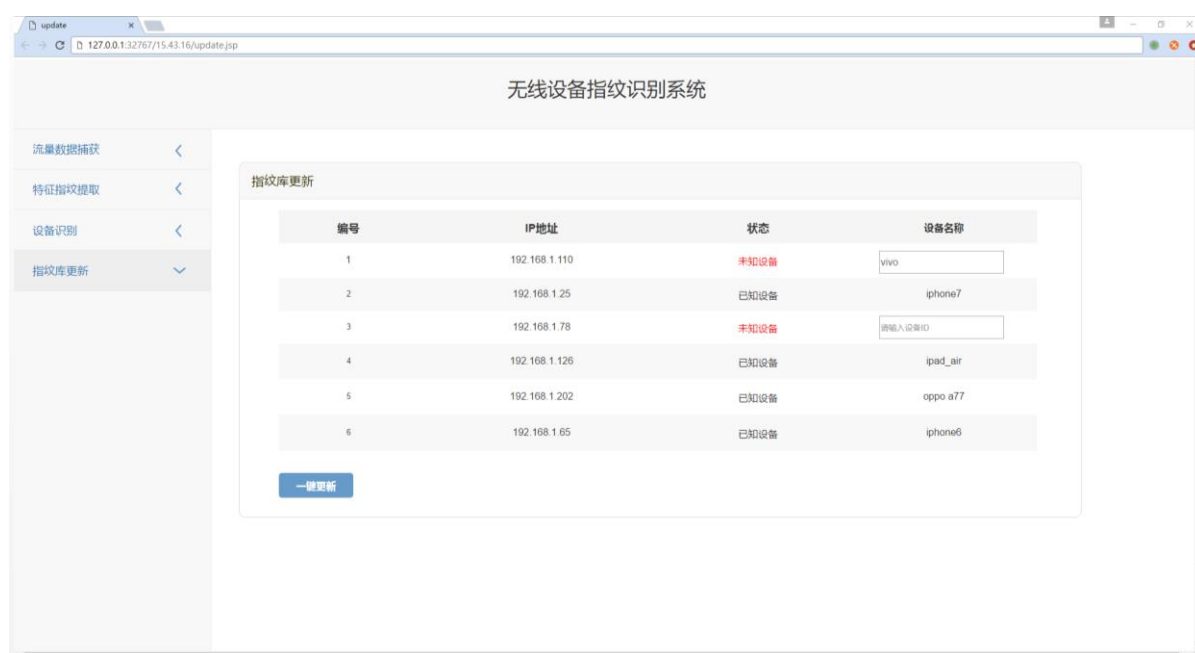 update
127.0.0.1:32767/15.43.16/update.jsp
无线设备指纹识别系统
流量数据捕获
特征指纹提取
设备识别
指纹库更新
指纹库更新
编号 IP地址 状态 设备名称
1 192.168.1.110 未知设备 vivo
2 192.168.1.25 已知设备 iphone7
3 192.168.1.78 未知设备 请输入设备ID
4 192.168.1.126 已知设备 ipad_air
5 192.168.1.202 已知设备 oppo a77
6 192.168.1.65 已知设备 iphone6
一键更新